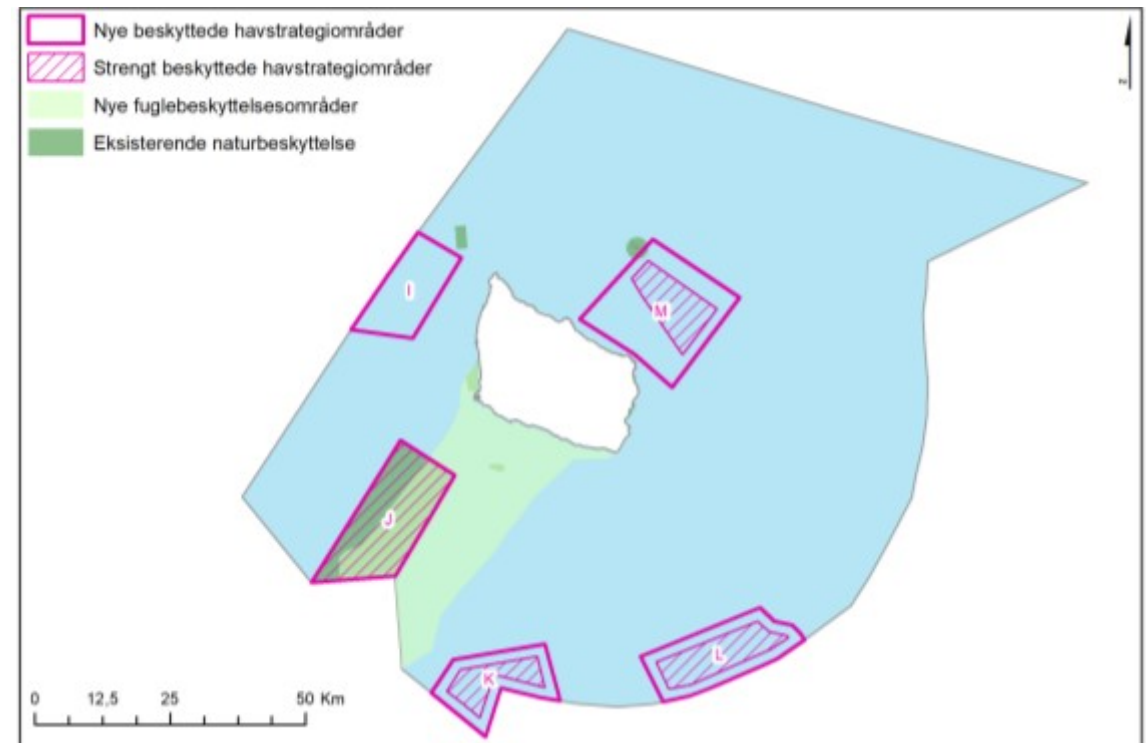 Nye beskyttede havstrategiområder
Strengt beskyttede havstrategiområder
Nye fuglebeskyttelsesområder
Eksisterende naturbeskyttelse
N
I
M
J
K
L
0 12,5 25 50 Km